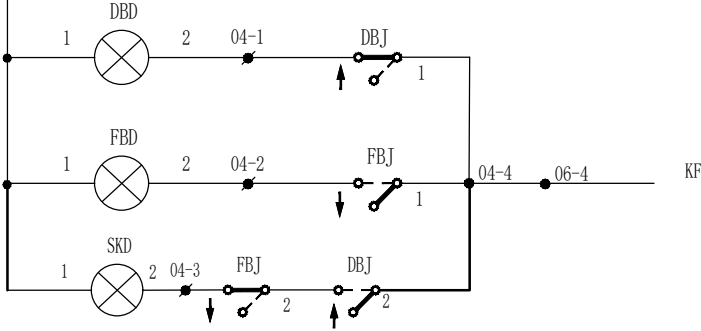 DBD
1 2 04-1 DBJ
1
FBD
1 2 04-2 FBJ
04-4 06-4 KF
1
SKD
1 2 04-3 FBJ DBJ
2 2